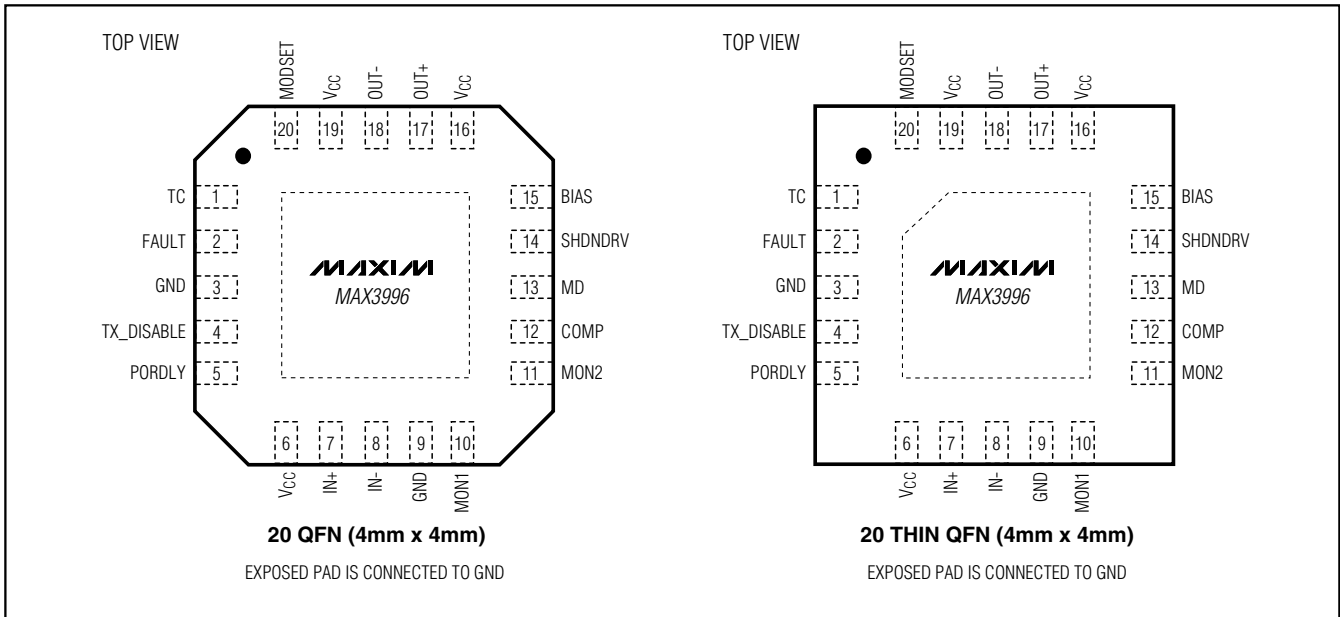 TOP VIEW
MODSET
VCC
OUT-
OUT+
VCC
20
19
18
17
16
TC 1
15 BIAS
FAULT 2
14 SHDNDRV
GND 3
13 MD
TX_DISABLE 4
12 COMP
PORDLY 5
11 MON2
MAXIM
MAX3996
6
7
8
9
10
VCC
IN+
IN-
GND
MON1
20 QFN (4mm x 4mm)
EXPOSED PAD IS CONNECTED TO GND
TOP VIEW
MODSET
VCC
OUT-
OUT+
VCC
20
19
18
17
16
TC 1
15 BIAS
FAULT 2
14 SHDNDRV
GND 3
13 MD
TX_DISABLE 4
12 COMP
PORDLY 5
11 MON2
MAXIM
MAX3996
6
7
8
9
10
VCC
IN+
IN-
GND
MON1
20 THIN QFN (4mm x 4mm)
EXPOSED PAD IS CONNECTED TO GND